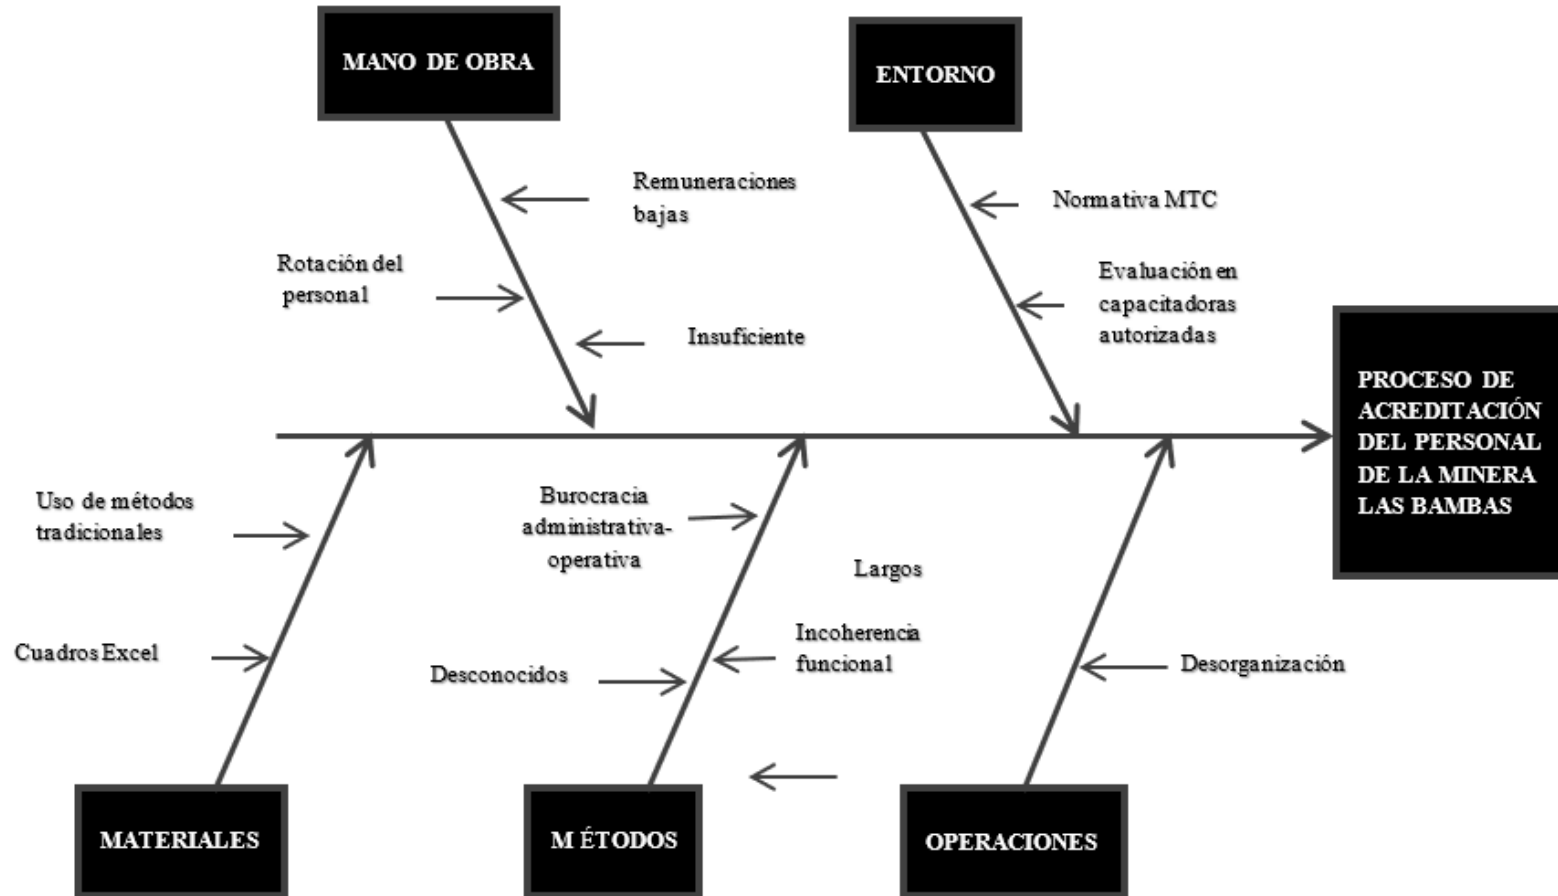 MANO DE OBRA
ENTORNO
Remuneraciones
bajas
Normativa MTC
Rotación del
personal
Evaluación en
capacitadoras
autorizadas
Insuficiente
PROCESO DE
ACREDITACIÓN
DEL PERSONAL
DE LA MINERA
LAS BAMBAS
Uso de métodos
tradicionales
Burocracia
administrativa-
operativa
Largos
Incoherencia
funcional
Cuadros Excel
Desconocidos
Desorganización
MATERIALES
M ÉTODOS
OPERACIONES